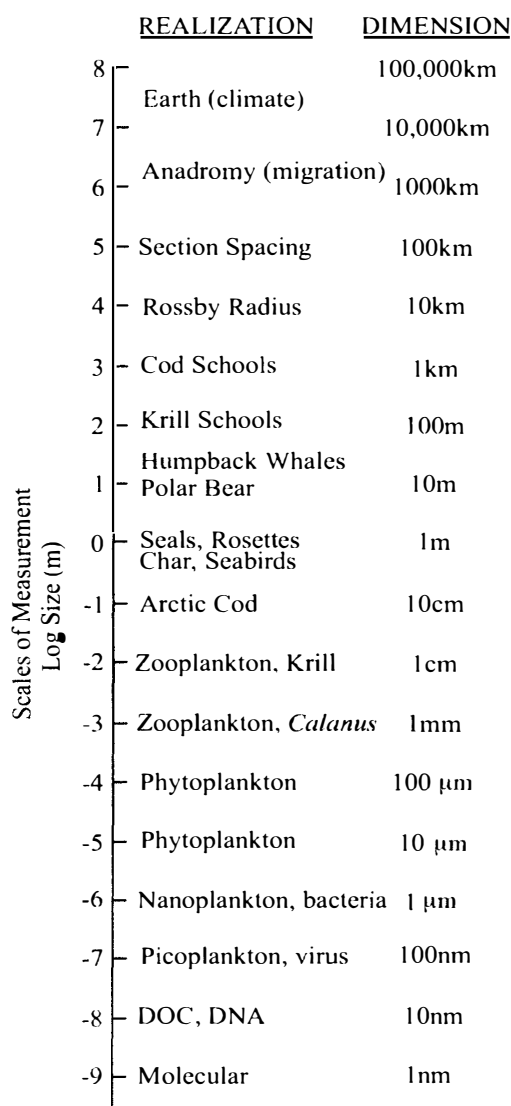 REALIZATION DIMENSION
8 100,000km
Earth (climate)
7 10,000km
Anadromy (migration)
6 1000km
5 Section Spacing 100km
4 Rossby Radius 10km
3 Cod Schools 1km
2 Krill Schools 100m
Humpback Whales
1 Polar Bear 10m
0 Seals, Rosettes 1m
Char, Seabirds
-1 Arctic Cod 10cm
-2 Zooplankton, Krill 1cm
-3 Zooplankton, Calanus 1mm
-4 Phytoplankton 100 µm
-5 Phytoplankton 10 µm
-6 Nanoplankton, bacteria 1 µm
-7 Picoplankton, virus 100nm
-8 DOC, DNA 10nm
-9 Molecular 1nm
Scales of Measurement
Log Size (m)